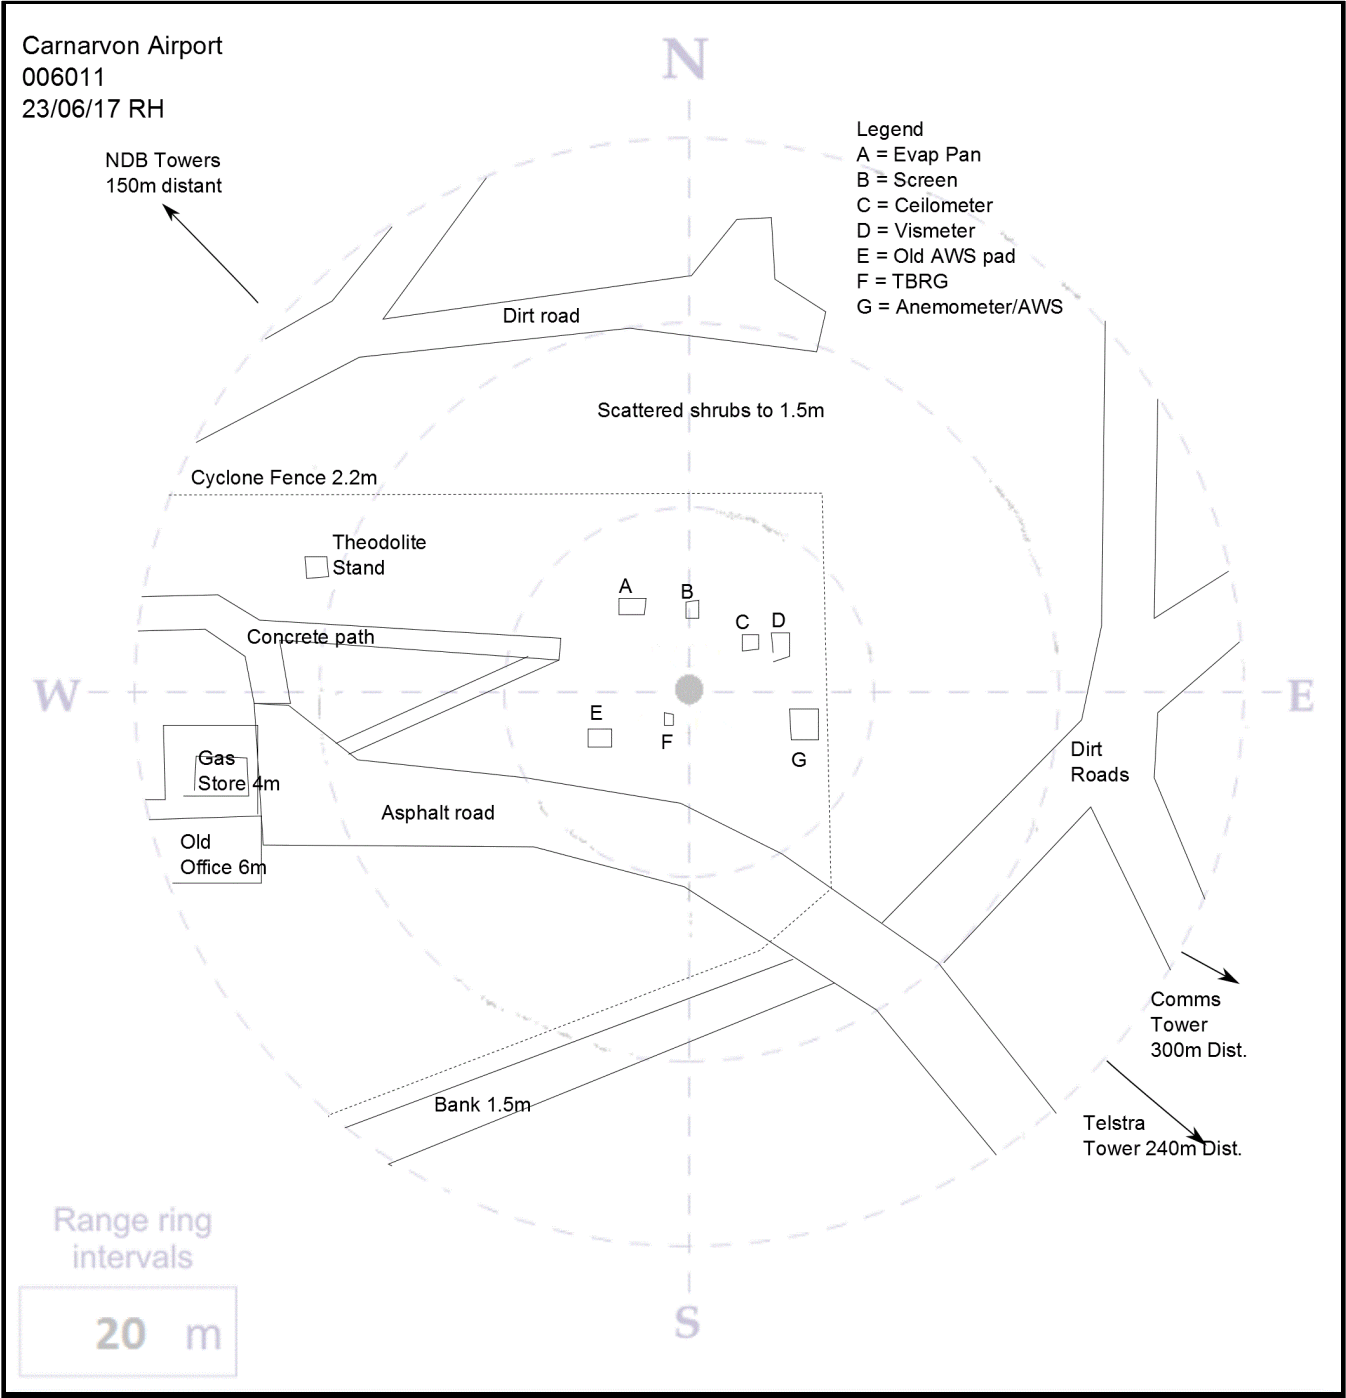 Carnarvon Airport
006011
23/06/17 RH
N
NDB Towers
150m distant
Legend
A = Evap Pan
B = Screen
C = Ceilometer
D = Vismeter
E = Old AWS pad
F = TBRG
G = Anemometer/AWS
Dirt road
Scattered shrubs to 1.5m
Cyclone Fence 2.2m
Theodolite
Stand
A
B
C
D
Concrete path
W
E
E
F
G
Gas
Store 4m
Dirt
Roads
Asphalt road
Old
Office 6m
Comms
Tower
300m Dist.
Bank 1.5m
Telstra
Tower 240m Dist.
Range ring
intervals
20 m
S